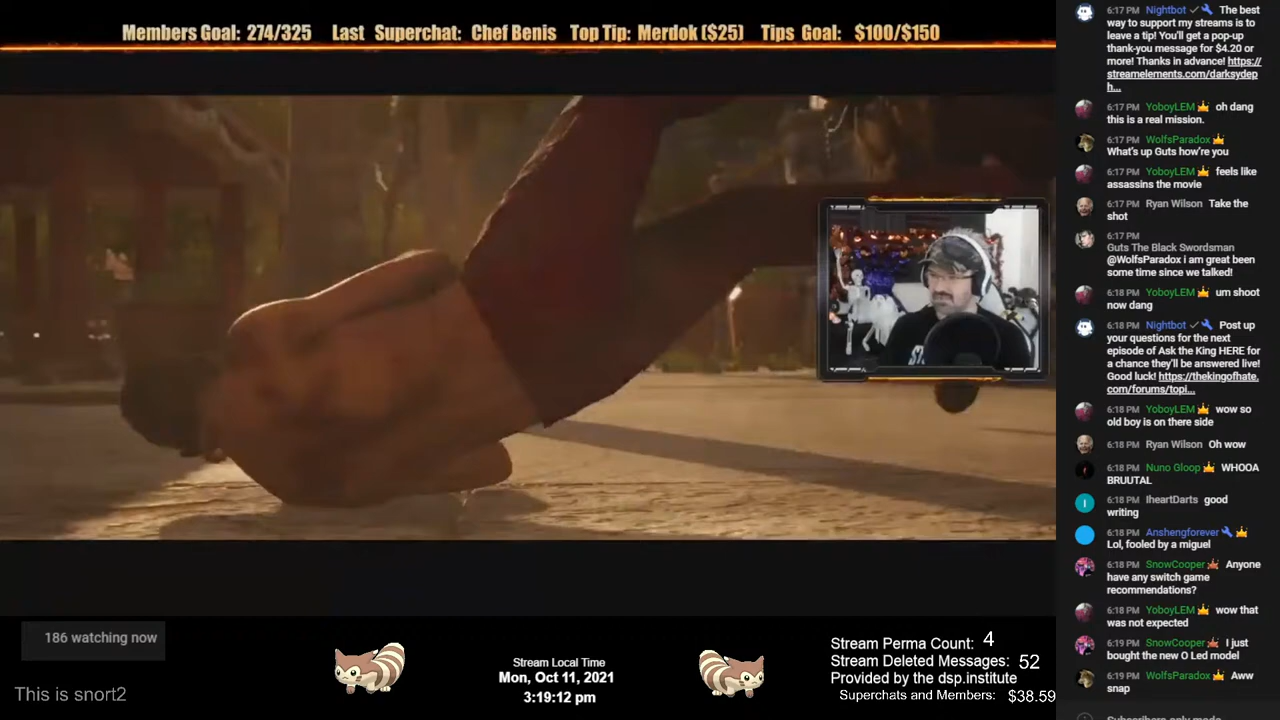 Members Goal: 274/325 Last Superchat: Chef Benis Top Tip: Merdok ($25) Tips Goal: $100/$150
6:17 PM Nightbot The best
way to support my streams is to
leave a tip! You'll get a pop-up
thank-you message for $4.20 or
more! Thanks in advance! https://
streamelements.com/darksydep
h...
6:17 PM YoboyLEM oh dang
this is a real mission.
6:17 PM WolfsParadox
What's up Guts how're you
6:17 PM YoboyLEM feels like
assassins the movie
6:17 PM Ryan Wilson Take the
shot
6:17 PM
Guts The Black Swordsman
@WolfsParadox i am great been
some time since we talked!
6:18 PM YoboyLEM um shoot
now dang
6:18 PM Nightbot Post up
your questions for the next
episode of Ask the King HERE for
a chance they'll be answered live!
Good luck! https://thekingofhate.
com/forums/topi...
6:18 PM YoboyLEM wow so
old boy is on there side
6:18 PM Ryan Wilson Oh wow
6:18 PM Nuno Gloop WHOOA
BRUUTAL
6:18 PM IheartDarts good
writing
6:18 PM Anshengforever
Lol, fooled by a miguel
6:18 PM SnowCooper Anyone
have any switch game
recommendations?
6:18 PM YoboyLEM wow that
was not expected
6:19 PM SnowCooper I just
bought the new O Led model
6:19 PM WolfsParadox Aww
snap
Subscribers-only mode
186 watching now
This is snort2
Stream Local Time
Mon, Oct 11, 2021
3:19:12 pm
Stream Perma Count: 4
Stream Deleted Messages: 52
Provided by the dsp.institute
Superchats and Members: $38.59